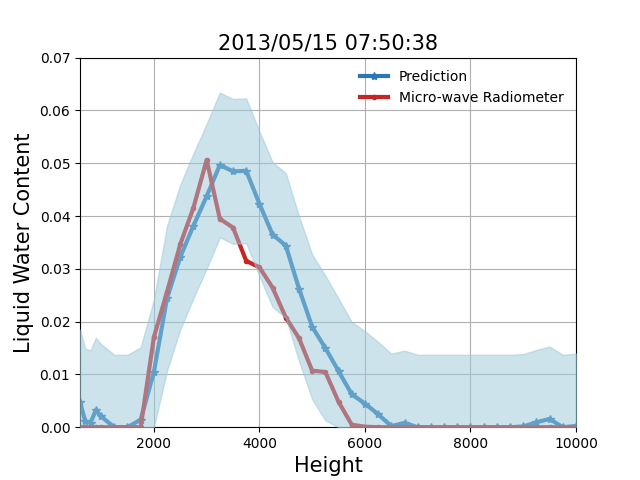 2013/05/15 07:50:38
Prediction
Micro-wave Radiometer
Liquid Water Content
0.07
0.06
0.05
0.04
0.03
0.02
0.01
0.00
2000 4000 6000 8000 10000
Height